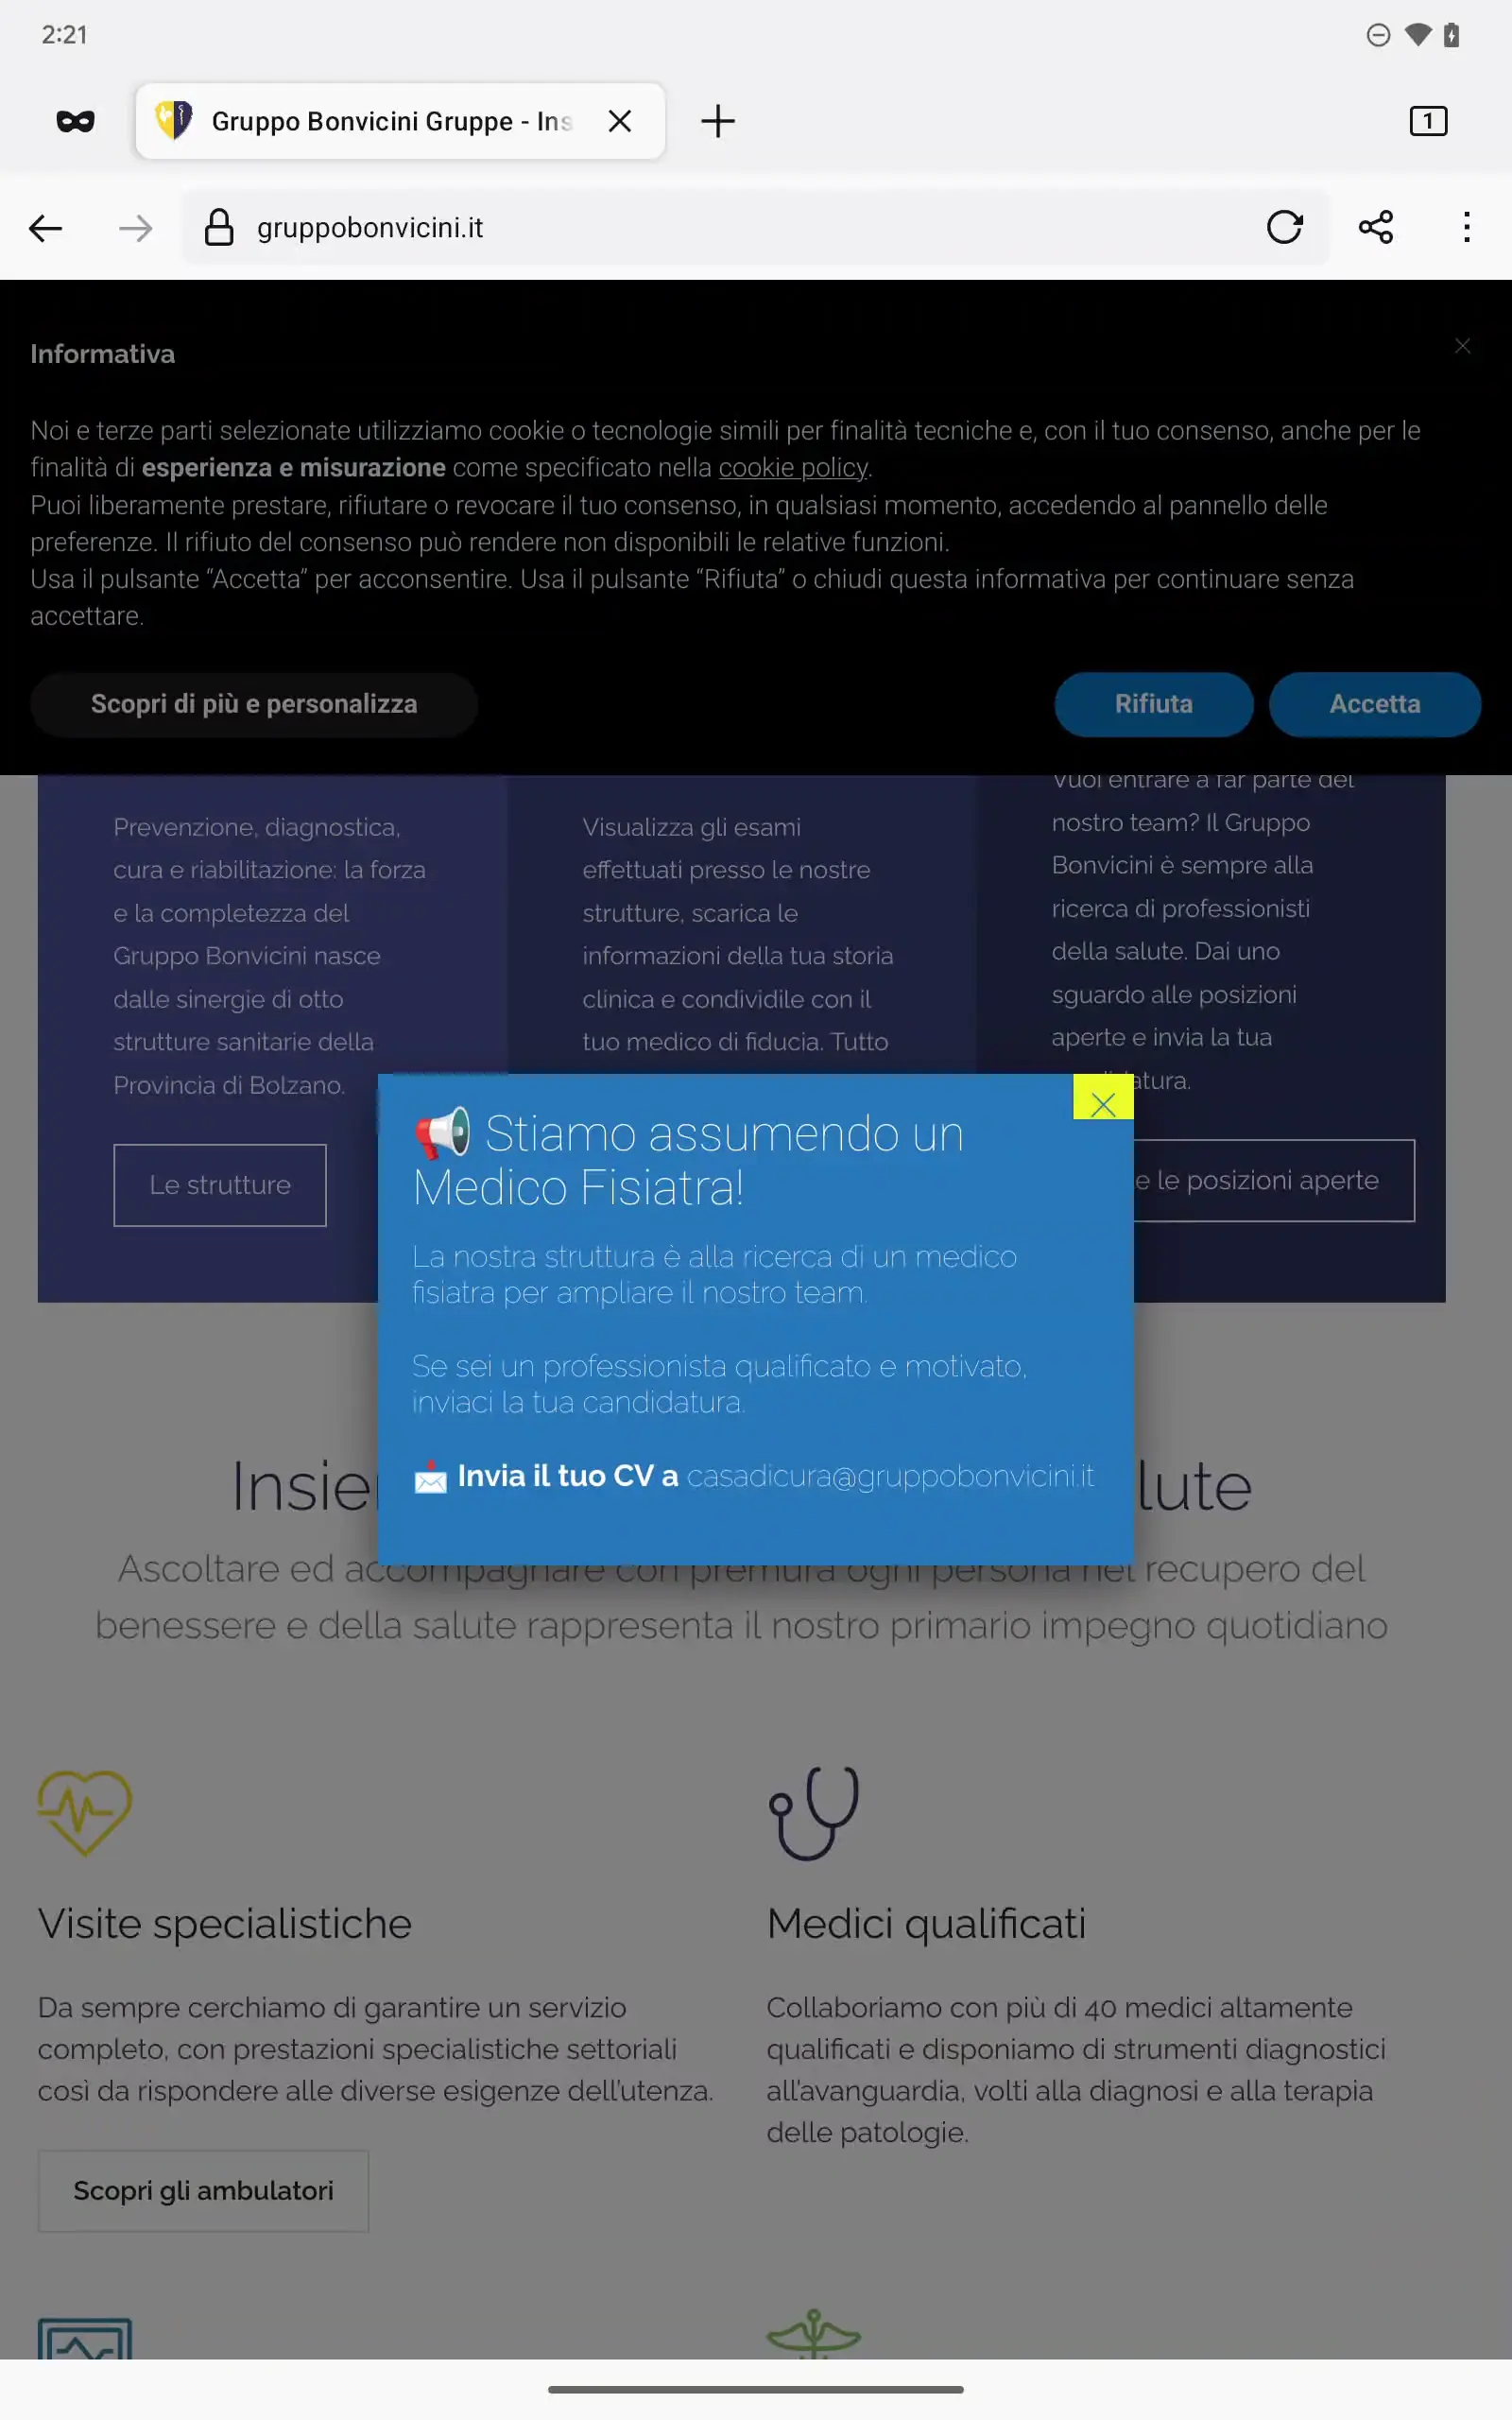 2:21
Gruppo Bonvicini Gruppe - Ins
1
gruppobonvicini.it
Informativa
Noi e terze parti selezionate utilizziamo cookie o tecnologie simili per finalità tecniche e, con il tuo consenso, anche per le
finalità di esperienza e misurazione come specificato nella cookie policy.
Puoi liberamente prestare, rifiutare o revocare il tuo consenso, in qualsiasi momento, accedendo al pannello delle
preferenze. Il rifiuto del consenso può rendere non disponibili le relative funzioni.
Usa il pulsante “Accetta” per acconsentire. Usa il pulsante “Rifiuta” o chiudi questa informativa per continuare senza
accettare.
Scopri di più e personalizza
Rifiuta
Accetta
Prevenzione, diagnostica,
cura e riabilitazione: la forza
e la completezza del
Gruppo Bonvicini nasce
dalle sinergie di otto
strutture sanitarie della
Provincia di Bolzano.
Le strutture
Visualizza gli esami
effettuati presso le nostre
strutture, scarica le
informazioni della tua storia
clinica e condividile con il
tuo medico di fiducia. Tutto
Vuoi entrare a far parte del
nostro team? Il Gruppo
Bonvicini è sempre alla
ricerca di professionisti
della salute. Dai uno
sguardo alle posizioni
aperte e invia la tua
atura.
e le posizioni aperte
📢 Stiamo assumendo un
Medico Fisiatra!
La nostra struttura è alla ricerca di un medico
fisiatra per ampliare il nostro team.
Se sei un professionista qualificato e motivato,
inviaci la tua candidatura.
📩 Invia il tuo CV a casadicura@gruppobonvicini.it
Insie lute
Ascoltare ed accompagnare con premura ogni persona nel recupero del
benessere e della salute rappresenta il nostro primario impegno quotidiano
Visite specialistiche
Da sempre cerchiamo di garantire un servizio
completo, con prestazioni specialistiche settoriali
così da rispondere alle diverse esigenze dell'utenza.
Scopri gli ambulatori
Medici qualificati
Collaboriamo con più di 40 medici altamente
qualificati e disponiamo di strumenti diagnostici
all'avanguardia, volti alla diagnosi e alla terapia
delle patologie.